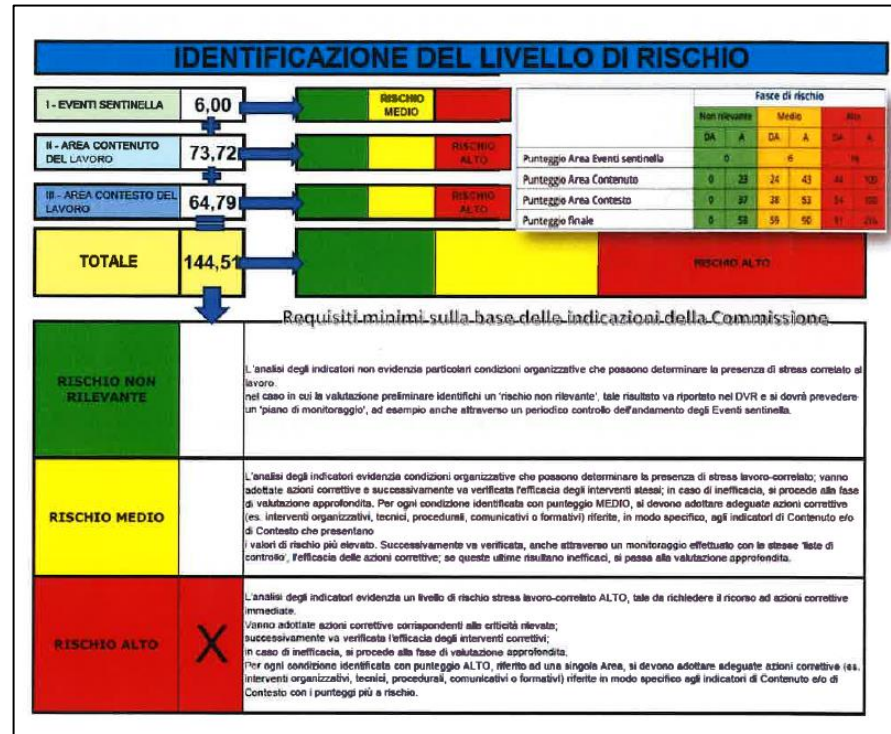 IDENTIFICAZIONE DEL LIVELLO DI RISCHIO
I - EVENTI SENTINELLA
6,00
RISCHIO
MEDIO
II - AREA CONTENUTO
DEL LAVORO
73,72
RISCHIO
ALTO
III - AREA CONTESTO DEL
LAVORO
64,79
RISCHIO
ALTO
TOTALE
144,51
RISCHIO ALTO
Fasce di rischio
Non rilevante Medio Alto
DA A DA A DA A
Punteggio Area Eventi sentinella 0 6
Punteggio Area Contenuto 0 23 24 43 44 100
Punteggio Area Contesto 0 37 38 53 54 100
Punteggio finale 0 58 59 90 91
Requisiti minimi sulla base delle indicazioni della Commissione
RISCHIO NON
RILEVANTE
L'analisi degli indicatori non evidenzia particolari condizioni organizzative che possono determinare la presenza di stress correlato al
lavoro.
nel caso in cui la valutazione preliminare identifichi un 'rischio non rilevante', tale risultato va riportato nel DVR e si dovrà prevedere
un 'piano di monitoraggio', ad esempio anche attraverso un periodico controllo dell'andamento degli Eventi sentinella.
RISCHIO MEDIO
L'analisi degli indicatori evidenzia condizioni organizzative che possono determinare la presenza di stress lavoro-correlato; vanno
adottate azioni correttive e successivamente va verificata l'efficacia degli interventi stessi; in caso di inefficacia, si procede alla fase
di valutazione approfondita. Per ogni condizione identificata con punteggio MEDIO, si devono adottare adeguate azioni correttive
(es. interventi organizzativi, tecnici, procedurali, comunicativi o formativi) riferite, in modo specifico, agli indicatori di Contenuto e/o
di Contesto che presentano
i valori di rischio più elevato. Successivamente va verificata, anche attraverso un monitoraggio effettuato con le stesse 'liste di
controllo', l'efficacia delle azioni correttive; se queste ultime risultano inefficaci, si passa alla valutazione approfondita.
RISCHIO ALTO
X
L'analisi degli indicatori evidenzia un livello di rischio stress lavoro-correlato ALTO, tale da richiedere il ricorso ad azioni correttive
immediate.
Vanno adottate azioni correttive corrispondenti alle criticità rilevate;
successivamente va verificata l'efficacia degli interventi correttivi;
in caso di inefficacia, si procede alla fase di valutazione approfondita.
Per ogni condizione identificata con punteggio ALTO, riferito ad una singola Area, si devono adottare adeguate azioni correttive (es.
interventi organizzativi, tecnici, procedurali, comunicativi o formativi) riferite in modo specifico agli indicatori di Contenuto e/o di
Contesto con i punteggi più a rischio.